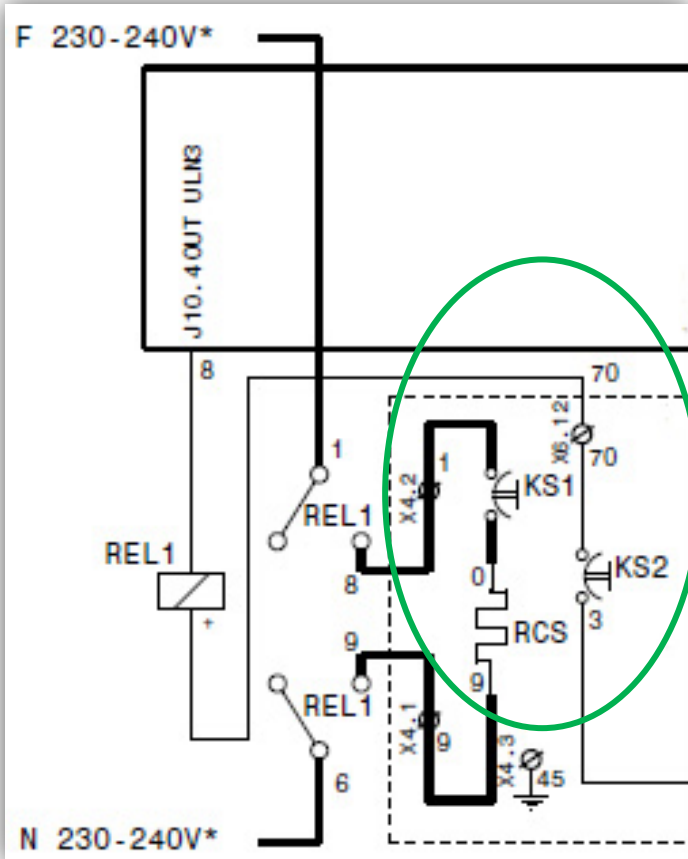 F 230-240V*
J10.4OUT ULN3
8
70
X6.12
70
1
1
X4.2
KS1
REL1
REL1
8
0
KS2
+
3
RCS
9
9
REL1
X4.1
9
X4.3
45
6
N 230-240V*